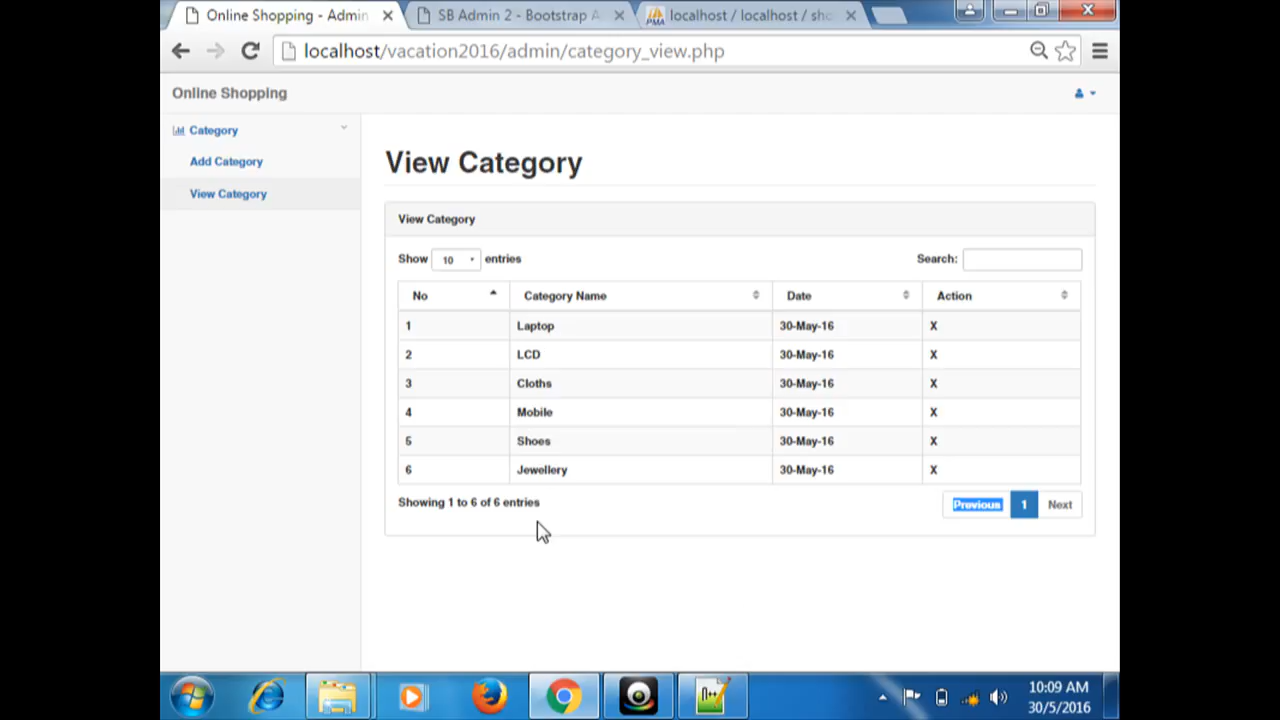 Online Shopping - Admin
SB Admin 2 - Bootstrap A
localhost / localhost / sho
localhost/vacation2016/admin/category_view.php
Online Shopping
Category
Add Category
View Category
View Category
View Category
Show 10 entries
Search:
No Category Name Date Action
1 Laptop 30-May-16 X
2 LCD 30-May-16 X
3 Cloths 30-May-16 X
4 Mobile 30-May-16 X
5 Shoes 30-May-16 X
6 Jewellery 30-May-16 X
Showing 1 to 6 of 6 entries
Previous 1 Next
10:09 AM
30/5/2016